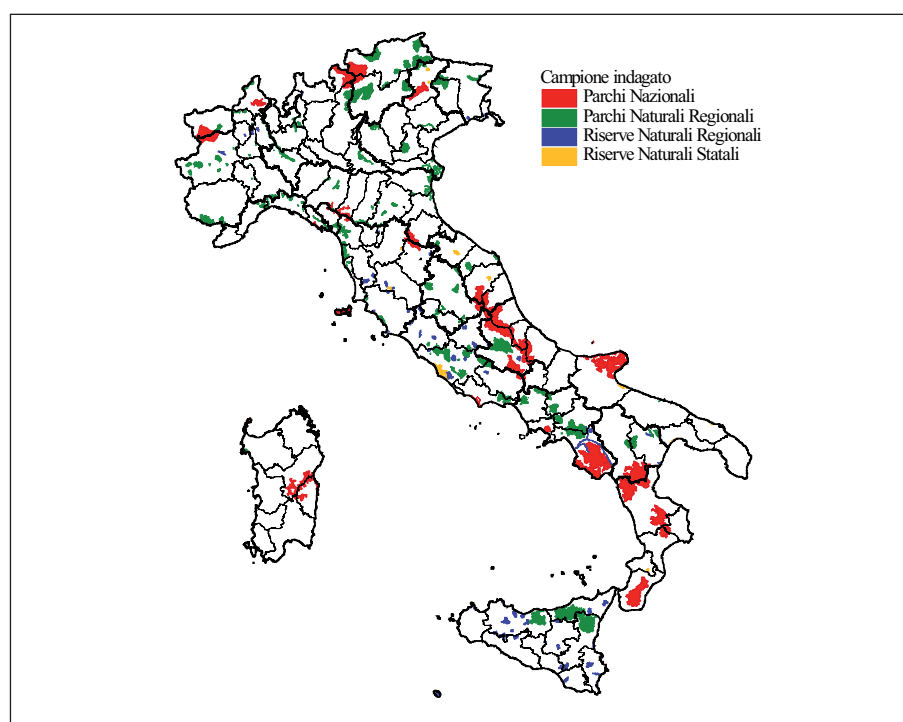 Campione indagato
Parchi Nazionali
Parchi Naturali Regionali
Riserve Naturali Regionali
Riserve Naturali Statali